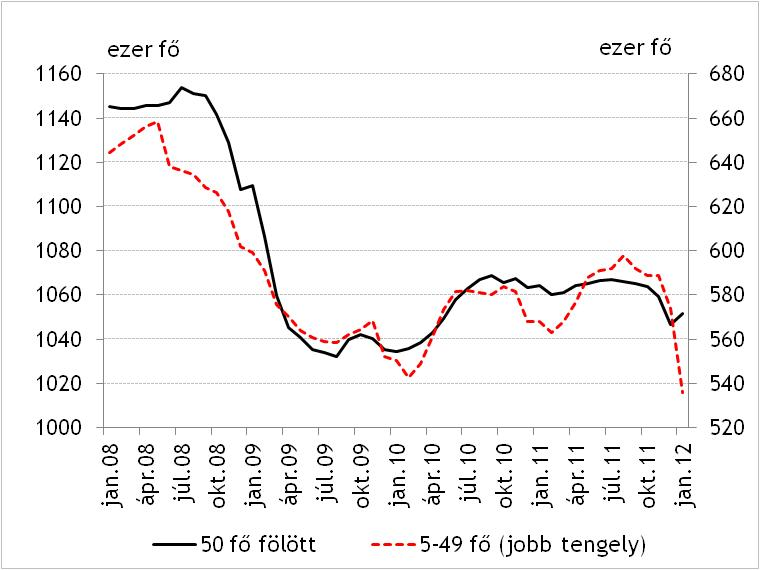 ezer fő
ezer fő
1160
1140
1120
1100
1080
1060
1040
1020
1000
680
660
640
620
600
580
560
540
520
jan.08
ápr.08
júl.08
okt.08
jan.09
ápr.09
júl.09
okt.09
jan.10
ápr.10
júl.10
okt.10
jan.11
ápr.11
júl.11
okt.11
jan.12
50 fő fölött
5-49 fő (jobb tengely)